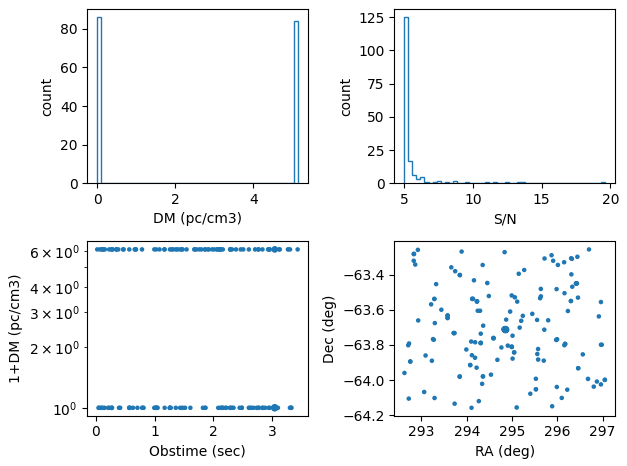 80
60
40
20
0
count
0
2
4
DM (pc/cm3)
125
100
75
50
25
0
count
5
10
15
20
S/N
6 × 10⁰
4 × 10⁰
3 × 10⁰
2 × 10⁰
10⁰
1+DM (pc/cm3)
0
1
2
3
Obstime (sec)
−63.4
−63.6
−63.8
−64.0
−64.2
Dec (deg)
293
294
295
296
297
RA (deg)